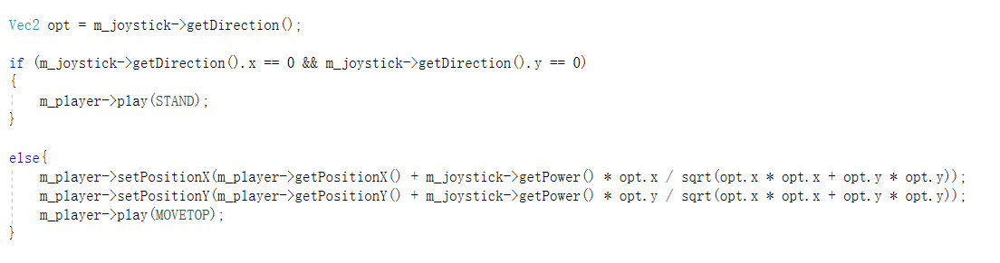 Vec2 opt = m_joystick->getDirection();
if (m_joystick->getDirection().x == 0 && m_joystick->getDirection().y == 0)
{
m_player->play(STAND);
}
else{
m_player->setPositionX(m_player->getPositionX() + m_joystick->getPower() * opt.x / sqrt(opt.x * opt.x + opt.y * opt.y));
m_player->setPositionY(m_player->getPositionY() + m_joystick->getPower() * opt.y / sqrt(opt.x * opt.x + opt.y * opt.y));
m_player->play(MOVETOP);
}